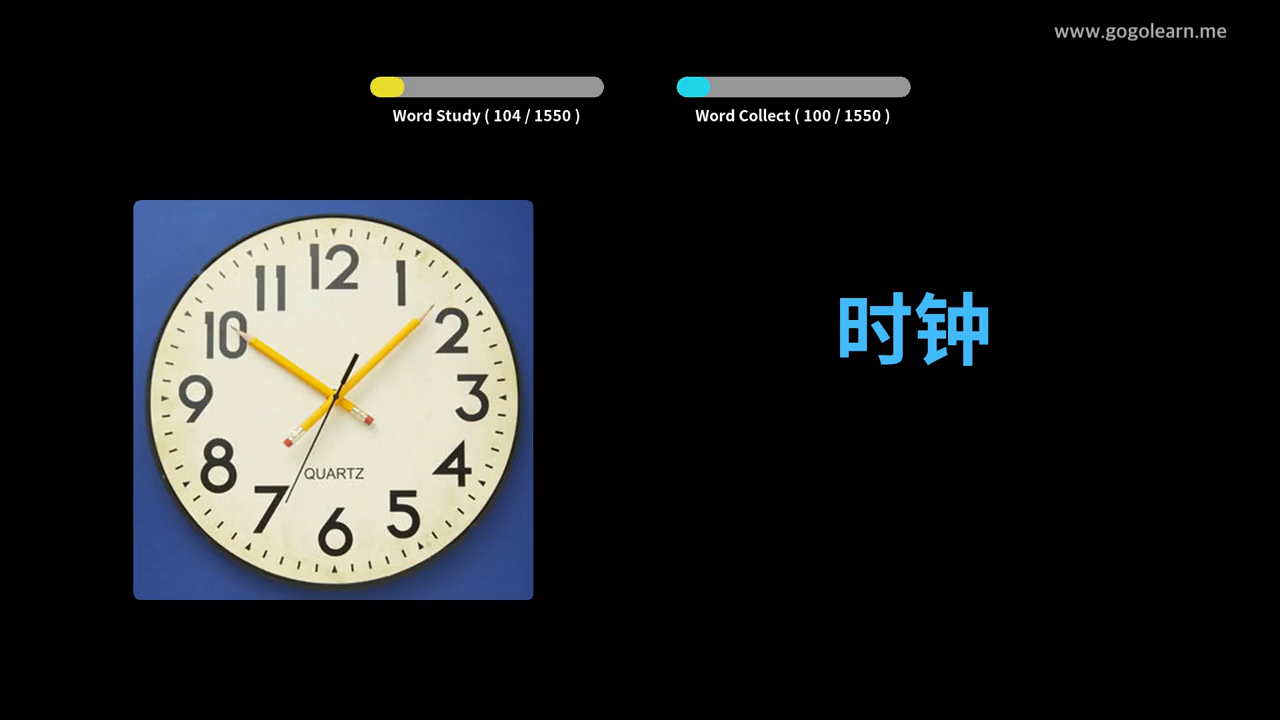 www.gogolearn.me
Word Study ( 104 / 1550 )
Word Collect ( 100 / 1550 )
12
11
1
10
2
9
3
8
4
7
5
6
QUARTZ
时钟